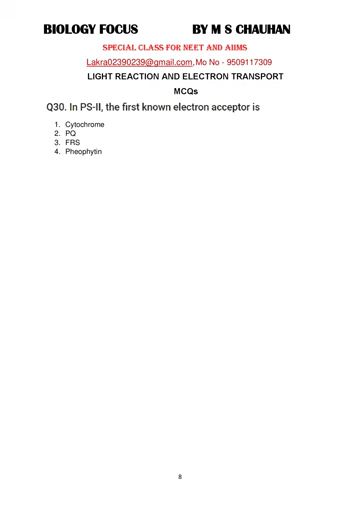 BIOLOGY FOCUS BY M S CHAUHAN
SPECIAL CLASS FOR NEET AND AIIMS
Lakra02390239@gmail.com,Mo No - 9509117309
LIGHT REACTION AND ELECTRON TRANSPORT
MCQs
Q30. In PS-II, the first known electron acceptor is
1. Cytochrome
2. PQ
3. FRS
4. Pheophytin
8